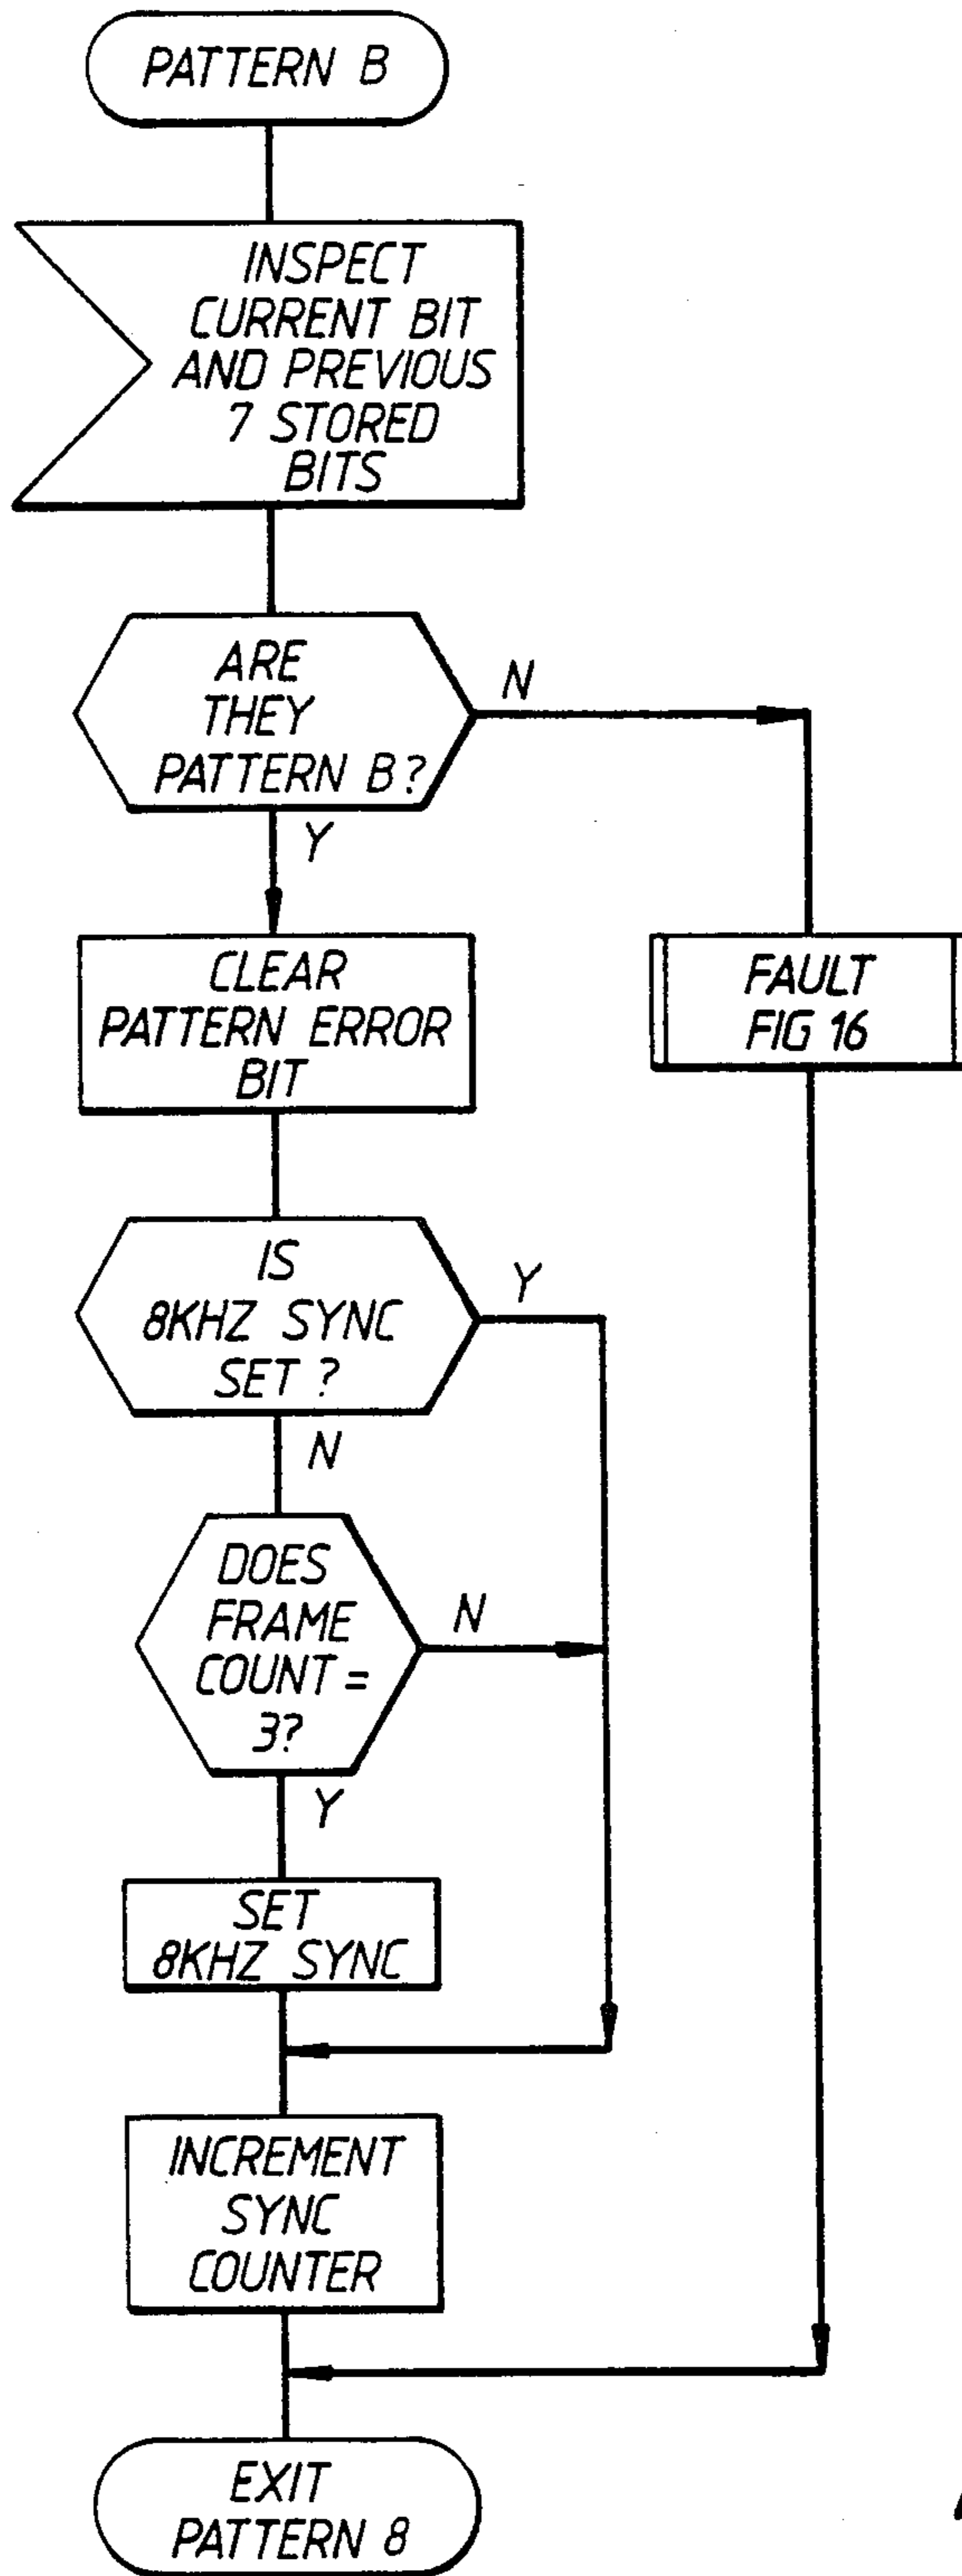 PATTERN B
INSPECT
CURRENT BIT
AND PREVIOUS
7 STORED
BITS
ARE
THEY
PATTERN B?
N
Y
CLEAR
PATTERN ERROR
BIT
FAULT
FIG 16
IS
8KHZ SYNC
SET ?
Y
N
DOES
FRAME
COUNT =
3?
N
Y
SET
8KHZ SYNC
INCREMENT
SYNC
COUNTER
EXIT
PATTERN 8